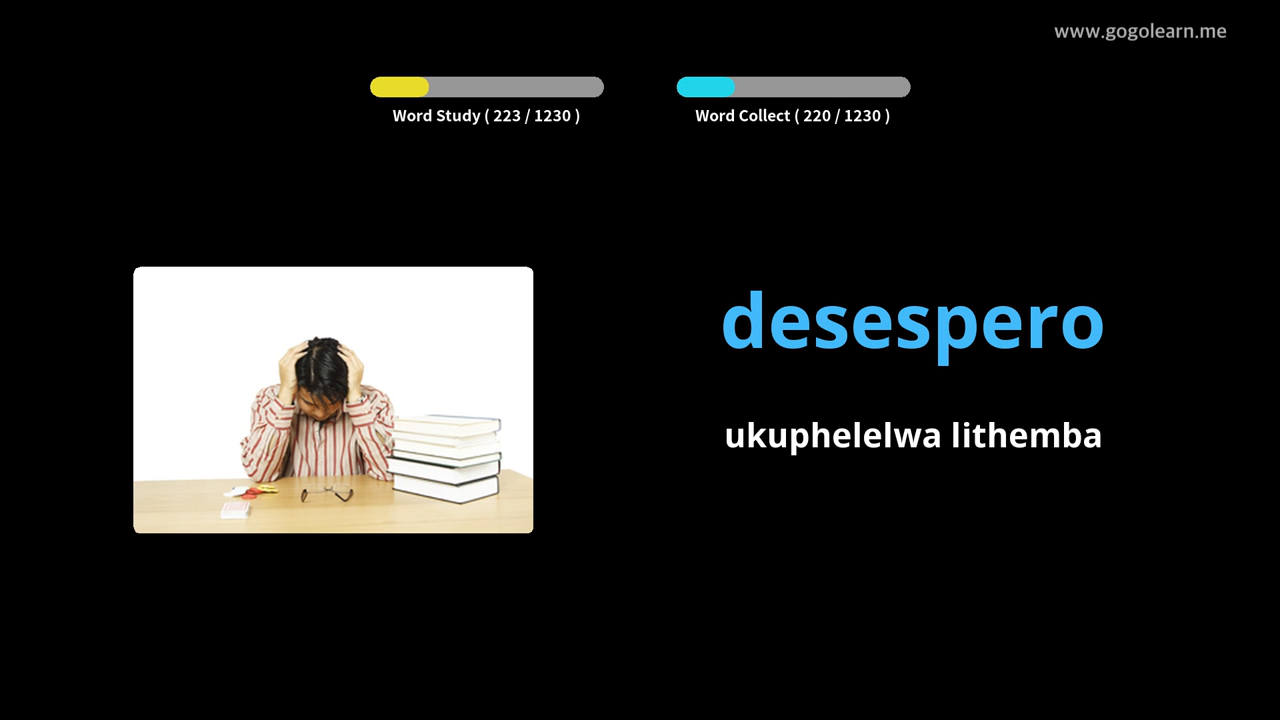 www.gogolearn.me
Word Study ( 223 / 1230 )
Word Collect ( 220 / 1230 )
desespero
ukuphelelwa lithemba